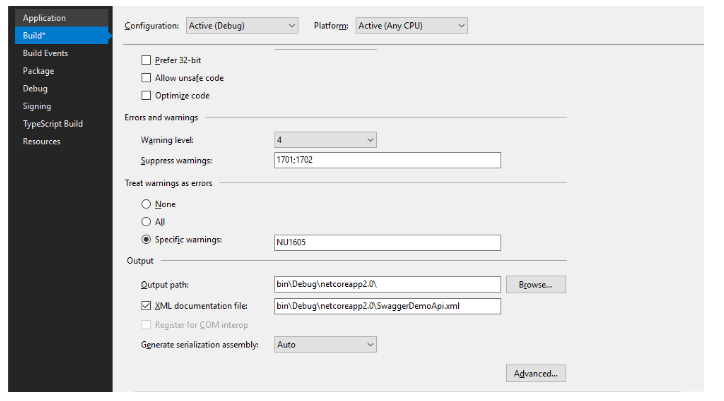 Application
Build*
Build Events
Package
Debug
Signing
TypeScript Build
Resources
Configuration: Active (Debug) Platform: Active (Any CPU)
Prefer 32-bit
Allow unsafe code
Optimize code
Errors and warnings
Warning level: 4
Suppress warnings: 1701;1702
Treat warnings as errors
None
All
Specific warnings: NU1605
Output
Output path: bin\Debug\netcoreapp2.0\ Browse...
XML documentation file: bin\Debug\netcoreapp2.0\SwaggerDemoApi.xml
Register for COM interop
Generate serialization assembly: Auto
Advanced...